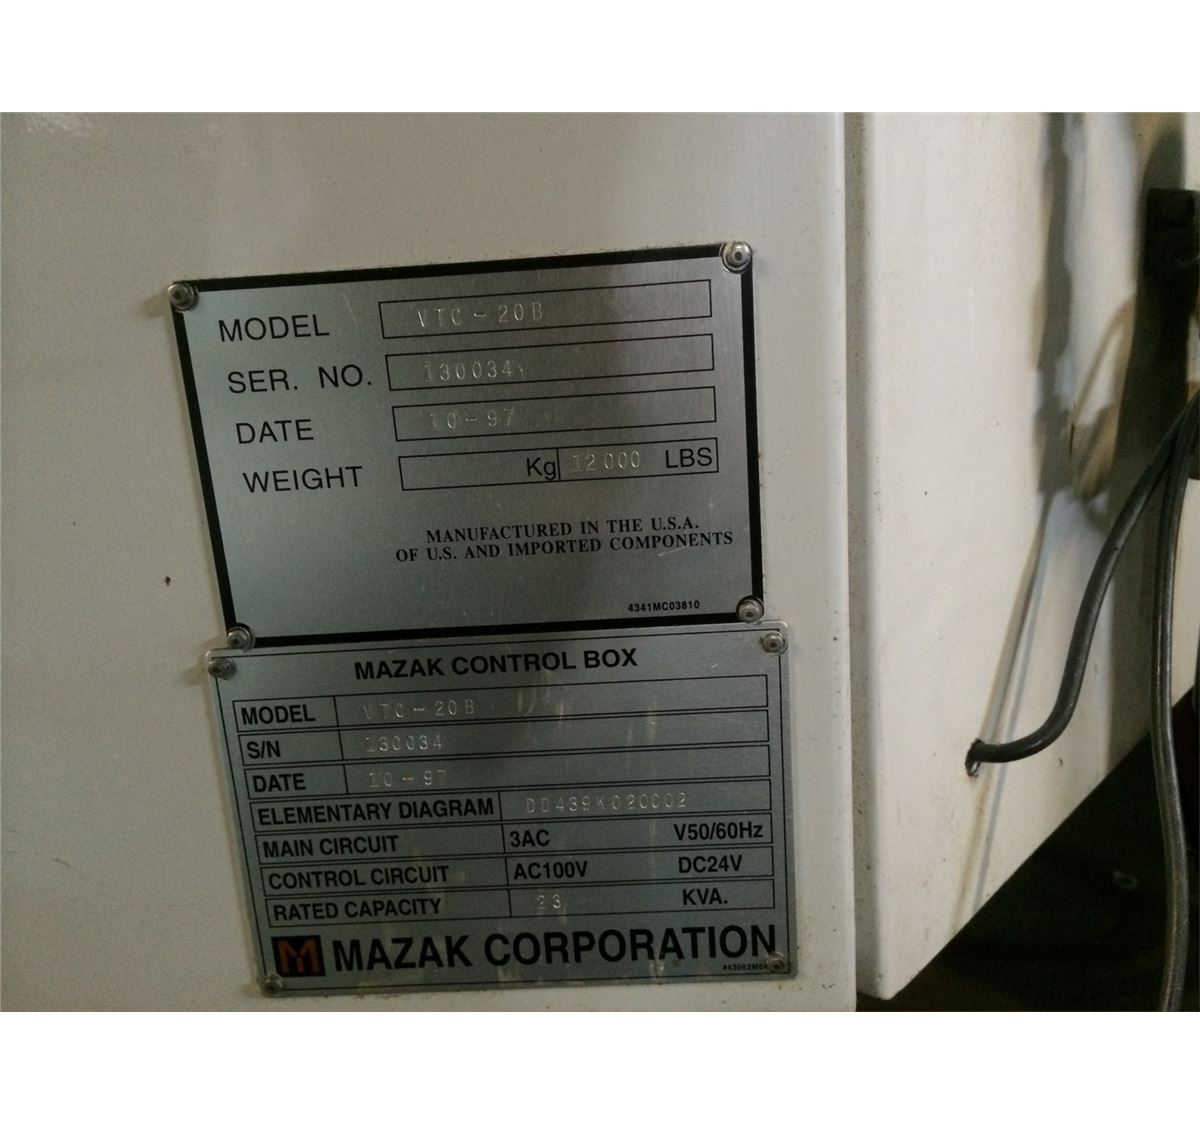 MODEL VTC-20B
SER. NO. 130034
DATE 10-97
WEIGHT Kg 12000 LBS
MANUFACTURED IN THE U.S.A.
OF U.S. AND IMPORTED COMPONENTS
4341MC03810
MAZAK CONTROL BOX
MODEL VTC-20B
S/N 130034
DATE 10-97
ELEMENTARY DIAGRAM DD439K020002
MAIN CIRCUIT 3AC V50/60Hz
CONTROL CIRCUIT AC100V DC24V
RATED CAPACITY 23 KVA.
M MAZAK CORPORATION